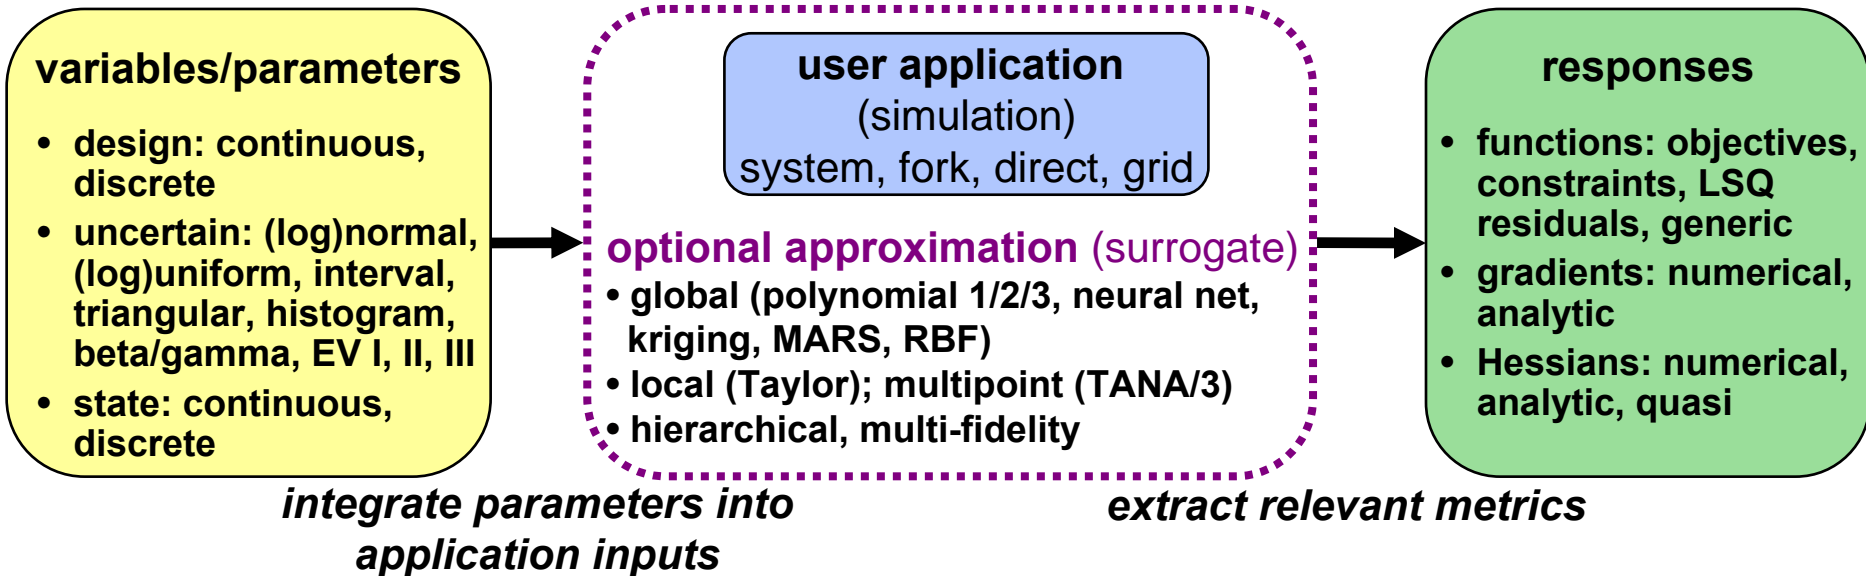 variables/parameters
• design: continuous,
discrete
• uncertain: (log)normal,
(log)uniform, interval,
triangular, histogram,
beta/gamma, EV I, II, III
• state: continuous,
discrete
user application
(simulation)
system, fork, direct, grid
optional approximation (surrogate)
• global (polynomial 1/2/3, neural net,
kriging, MARS, RBF)
• local (Taylor); multipoint (TANA/3)
• hierarchical, multi-fidelity
responses
• functions: objectives,
constraints, LSQ
residuals, generic
• gradients: numerical,
analytic
• Hessians: numerical,
analytic, quasi
integrate parameters into
application inputs
extract relevant metrics